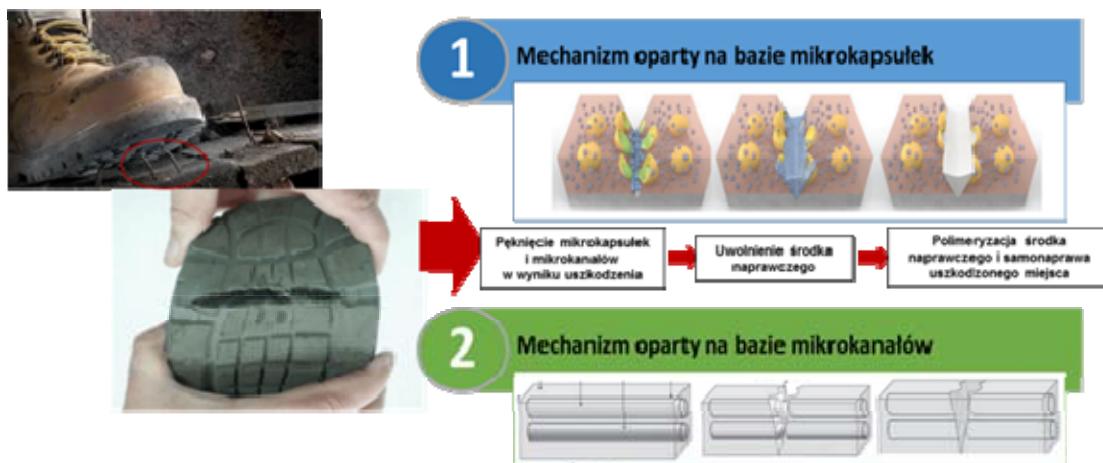 1
Mechanizm oparty na bazie mikrokapsułek
Pęknięcie mikrokapsułek
i mikrokanałów
w wyniku uszkodzenia
Uwolnienie środka
naprawczego
Polimeryzacja środka
naprawczego i samonaprawa
uszkodzonego miejsca
2
Mechanizm oparty na bazie mikrokanałów